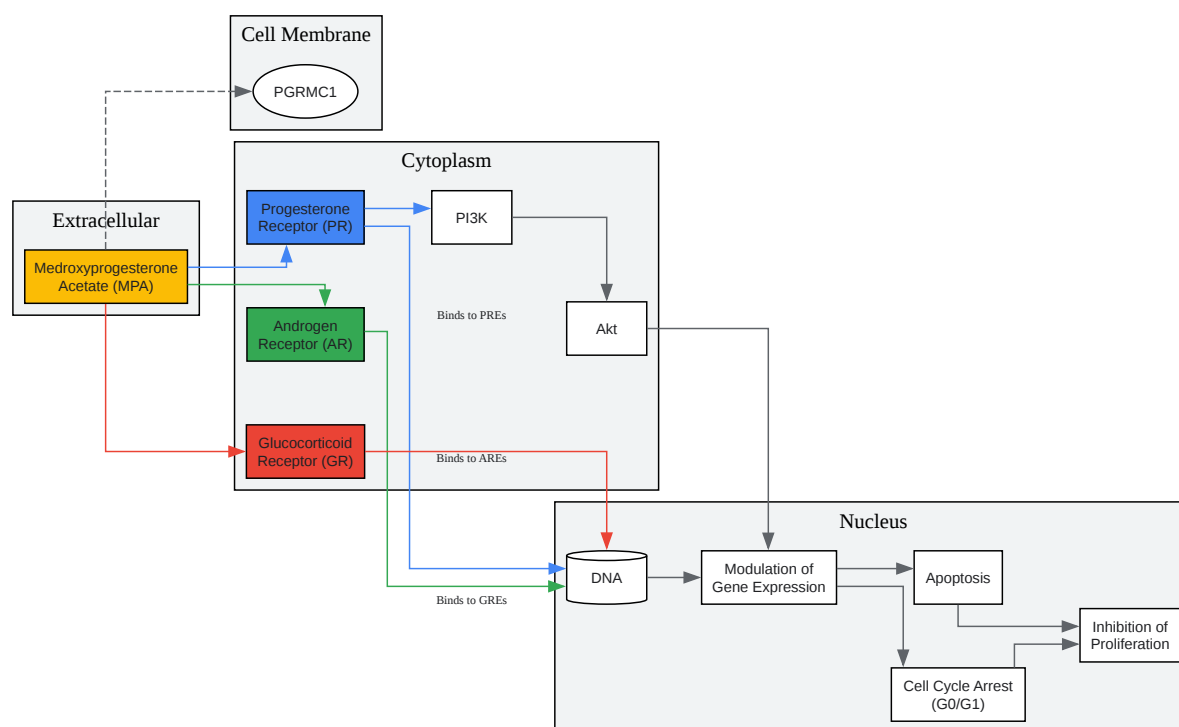 Cell Membrane
PGRMC1
Cytoplasm
Extracellular
Progesterone
Receptor (PR)
PI3K
Medroxyprogesterone
Acetate (MPA)
Androgen
Receptor (AR)
Binds to PREs
Akt
Glucocorticoid
Receptor (GR)
Binds to AREs
Nucleus
DNA
Modulation of
Gene Expression
Apoptosis
Binds to GREs
Inhibition of
Proliferation
Cell Cycle Arrest
(G0/G1)